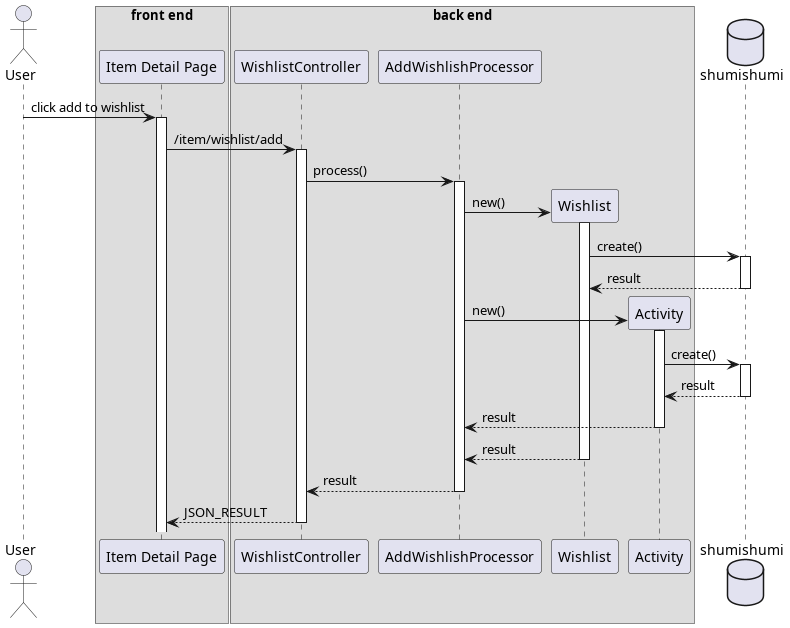 front end
back end
User
Item Detail Page
WishlistController
AddWishlishProcessor
shumishumi
click add to wishlist
/item/wishlist/add
process()
new()
Wishlist
create()
result
new()
Activity
create()
result
result
result
result
JSON_RESULT
User
Item Detail Page
WishlistController
AddWishlishProcessor
Wishlist
Activity
shumishumi